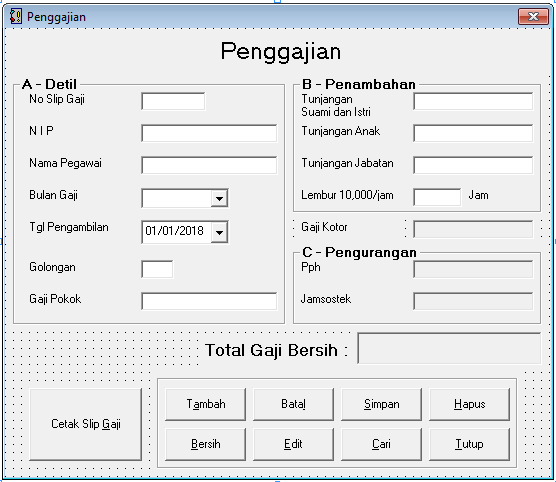 Penggajian
Penggajian
A - Detil
No Slip Gaji
N I P
Nama Pegawai
Bulan Gaji
Tgl Pengambilan
01/01/2018
Golongan
Gaji Pokok
B - Penambahan
Tunjangan
Suami dan Istri
Tunjangan Anak
Tunjangan Jabatan
Lembur 10,000/jam
Jam
Gaji Kotor
C - Pengurangan
Pph
Jamsostek
Total Gaji Bersih :
Cetak Slip Gaji
Tambah
Batal
Simpan
Hapus
Bersih
Edit
Cari
Tutup